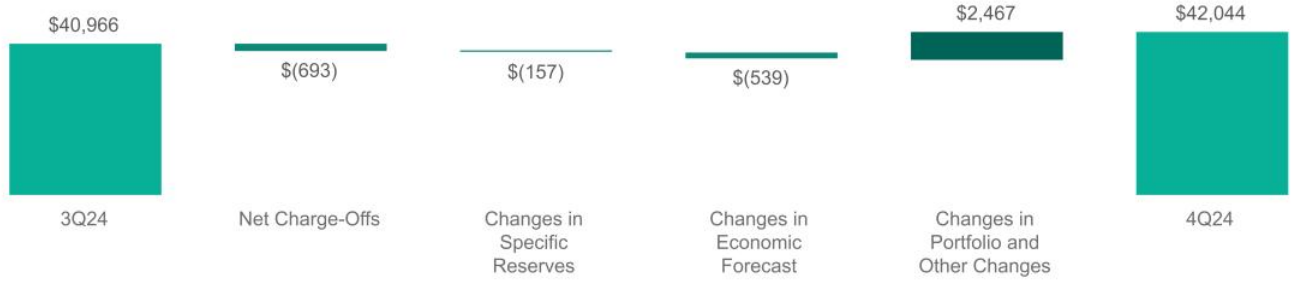 $40,966
$(693)
$(157)
$(539)
$2,467
$42,044
3Q24
Net Charge-Offs
Changes in
Specific
Reserves
Changes in
Economic
Forecast
Changes in
Portfolio and
Other Changes
4Q24